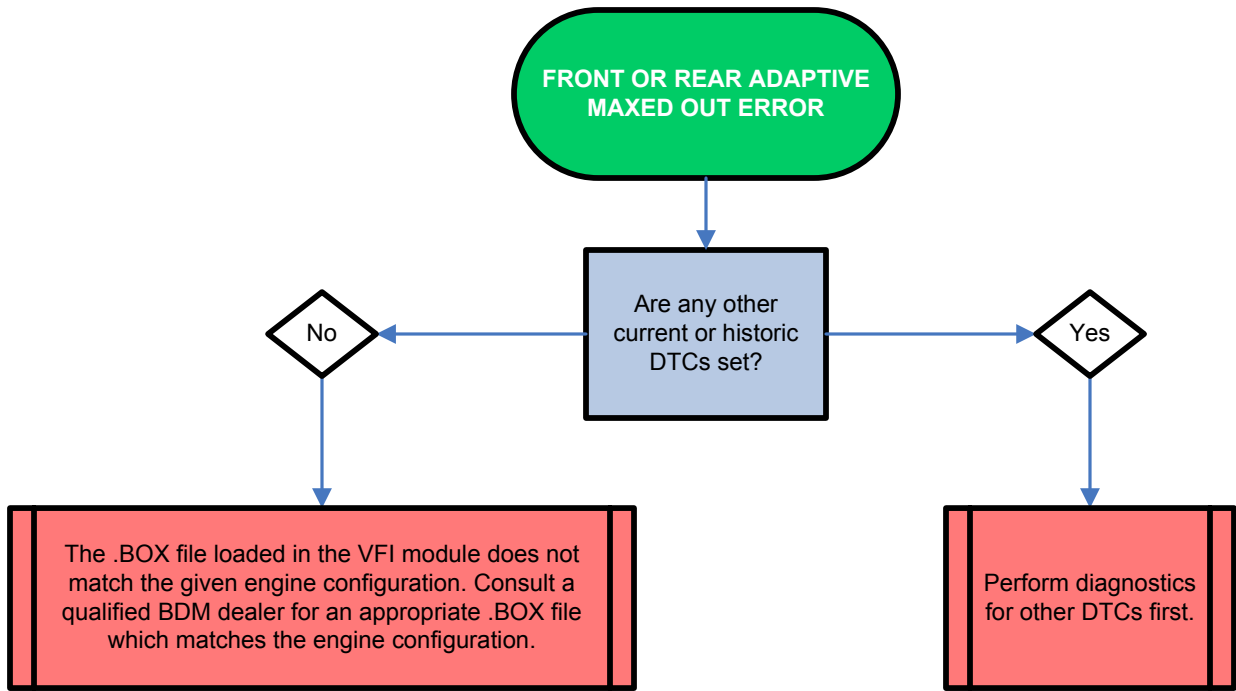 FRONT OR REAR ADAPTIVE
MAXED OUT ERROR
Are any other
current or historic
DTCs set?
No
Yes
The .BOX file loaded in the VFI module does not
match the given engine configuration. Consult a
qualified BDM dealer for an appropriate .BOX file
which matches the engine configuration.
Perform diagnostics
for other DTCs first.